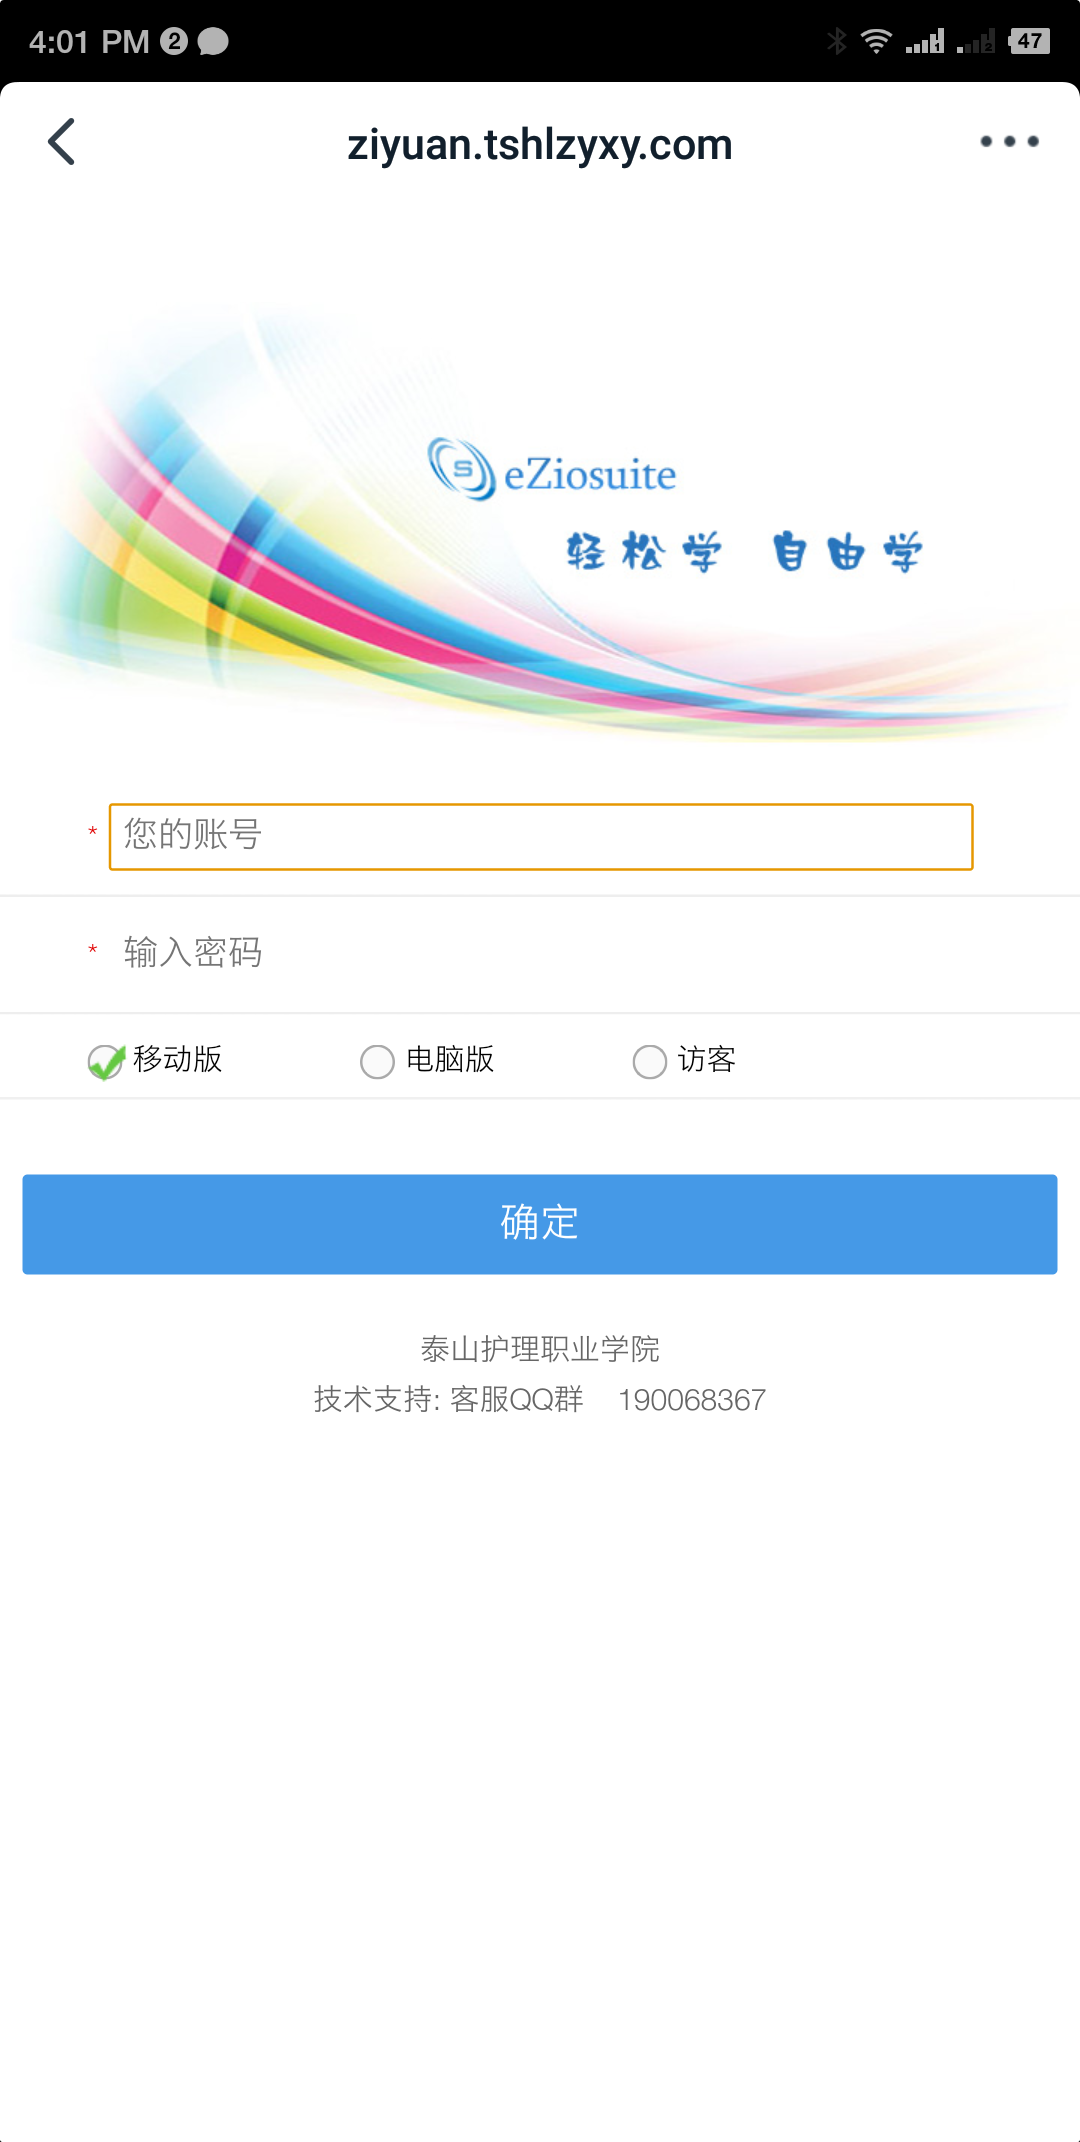 4:01 PM 2
1 2 47
ziyuan.tshlzyxy.com
S eZiosuite
轻松学 自由学
* 您的账号
* 输入密码
移动版 电脑版 访客
确定
泰山护理职业学院
技术支持: 客服QQ群 190068367